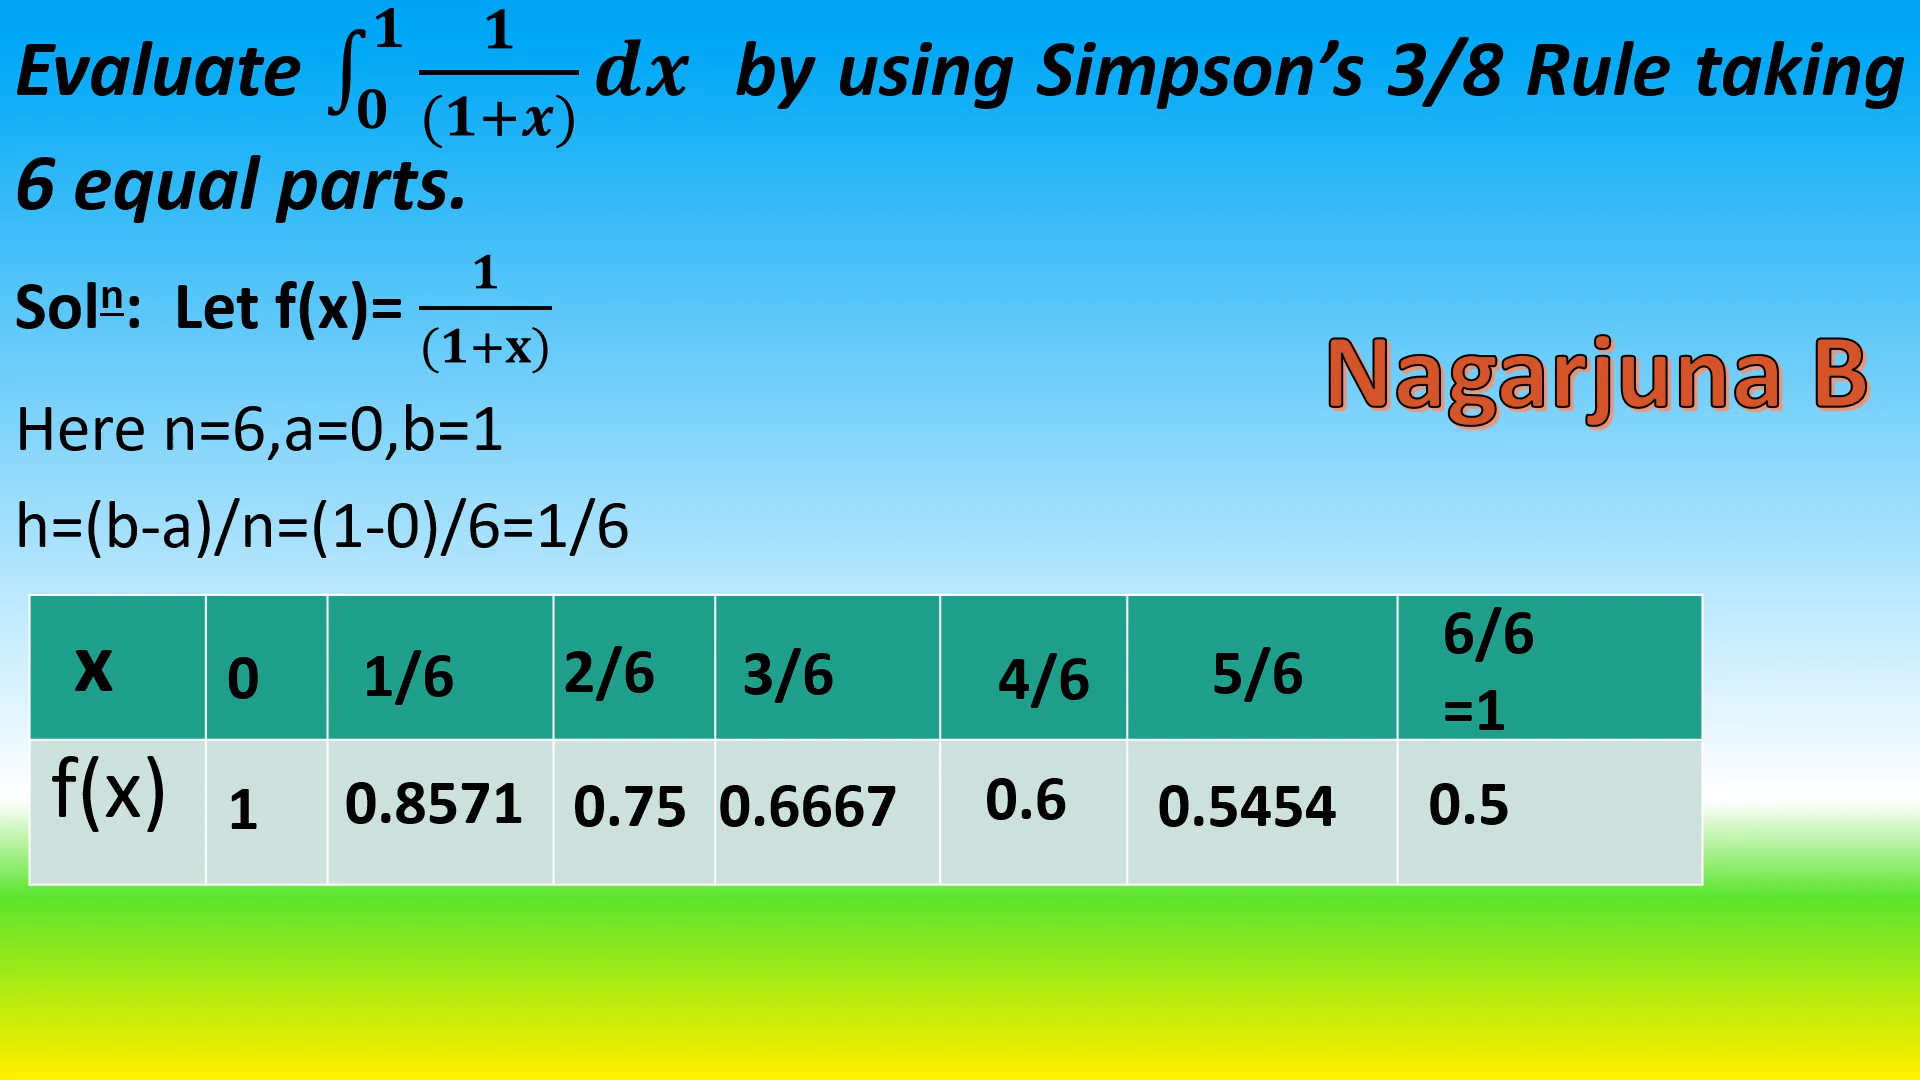 Evaluate ∫₀¹ 1/(1+x) dx by using Simpson's 3/8 Rule taking
6 equal parts.
Solⁿ: Let f(x)= 1/(1+x)
Nagarjuna B
Here n=6,a=0,b=1
h=(b-a)/n=(1-0)/6=1/6
x 0 1/6 2/6 3/6 4/6 5/6 6/6 =1
f(x) 1 0.8571 0.75 0.6667 0.6 0.5454 0.5